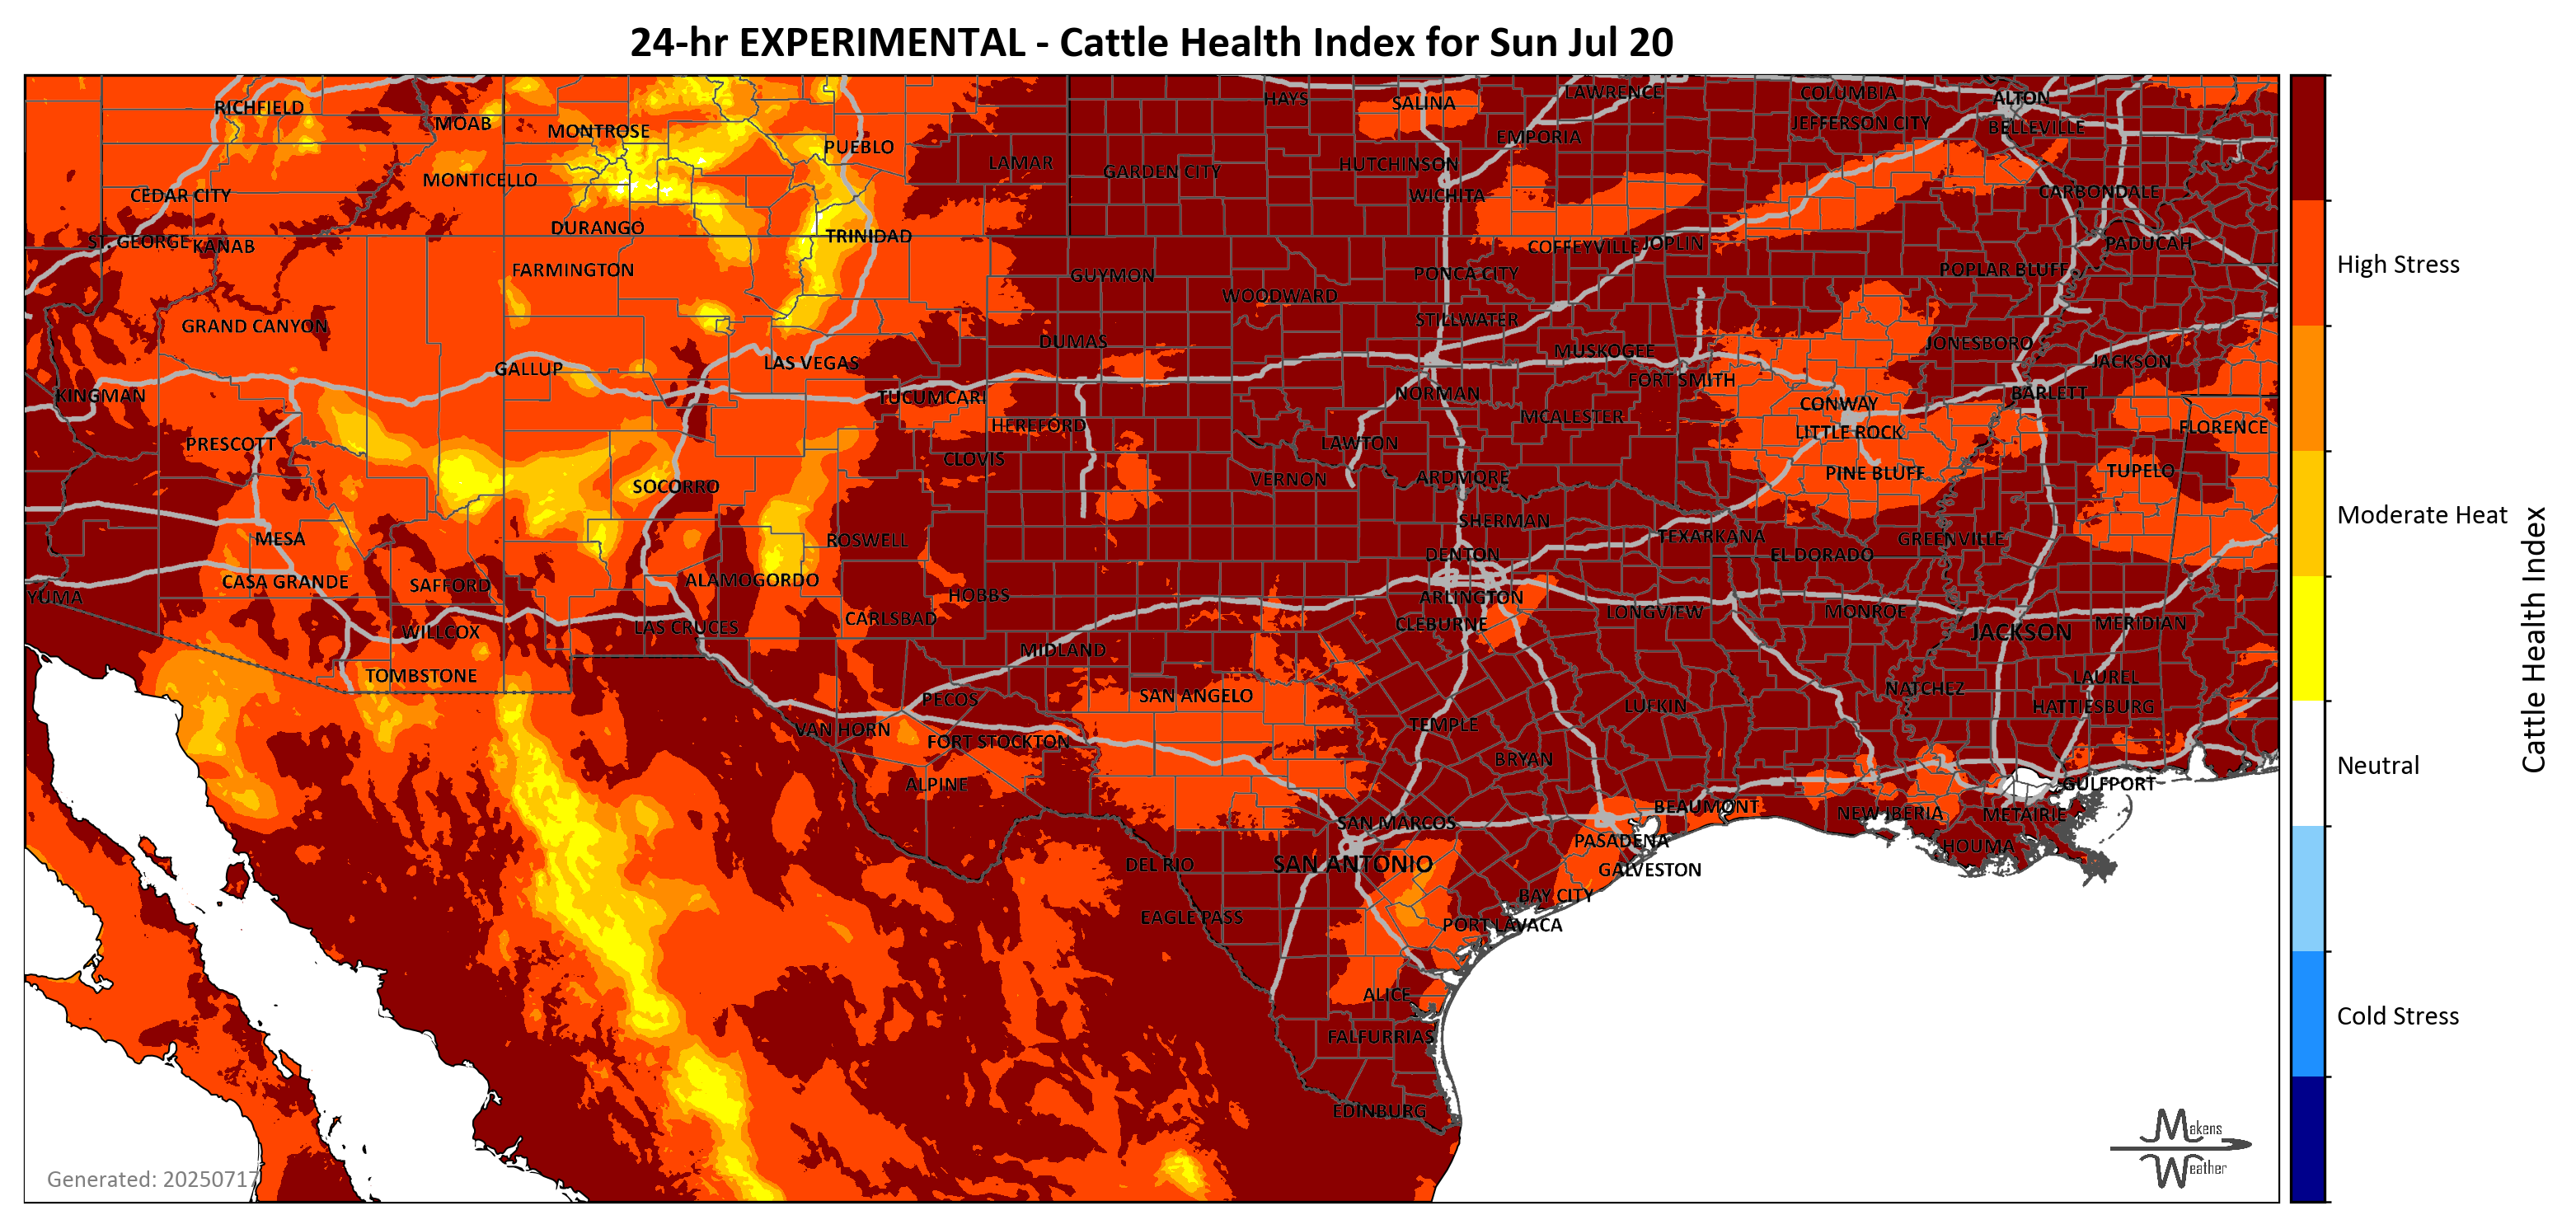 24-hr EXPERIMENTAL - Cattle Health Index for Sun Jul 20
RICHFIELD
MOAB
MONTROSE
PUEBLO
LAMAR
HAYS
SALINA
LAWRENCE
COLUMBIA
ALTON
EMPORIA
JEFFERSON CITY
BELLEVILLE
CEDAR CITY
MONTICELLO
GARDEN CITY
HUTCHINSON
WICHITA
CARBONDALE
High Stress
ST. GEORGE
KANAB
DURANGO
TRINIDAD
COFFEYVILLE
JOPLIN
PADUCAH
FARMINGTON
GUYMON
PONCA CITY
POPLAR BLUFF
WOODWARD
GRAND CANYON
STILLWATER
DUMAS
MUSKOGEE
JONESBORO
JACKSON
GALLUP
LAS VEGAS
FORT SMITH
KINGMAN
TUCUMCARI
NORMAN
CONWAY
BARLETT
HEREFORD
MCALESTER
LITTLE ROCK
FLORENCE
PRESCOTT
CLOVIS
LAWTON
SOCORRO
VERNON
ARDMORE
PINE BLUFF
TUPELO
Moderate Heat
MESA
ROSWELL
SHERMAN
TEXARKANA
GREENVILLE
DENTON
EL DORADO
CASA GRANDE
SAFFORD
ALAMOGORDO
YUMA
HOBBS
ARLINGTON
LONGVIEW
MONROE
WILLCOX
LAS CRUCES
CARLSBAD
CLEBURNE
JACKSON
MERIDIAN
Cattle Health Index
MIDLAND
TOMBSTONE
PECOS
SAN ANGELO
NATCHEZ
LAUREL
LUFKIN
HATTIESBURG
VAN HORN
FORT STOCKTON
TEMPLE
BRYAN
Neutral
ALPINE
GULFPORT
SAN MARCOS
BEAUMONT
NEW IBERIA
METAIRIE
PASADENA
HOUMA
DEL RIO
SAN ANTONIO
GALVESTON
BAY CITY
EAGLE PASS
PORT LAVACA
ALICE
Cold Stress
FALFURRIAS
EDINBURG
Makens
Weather
Generated: 20250717